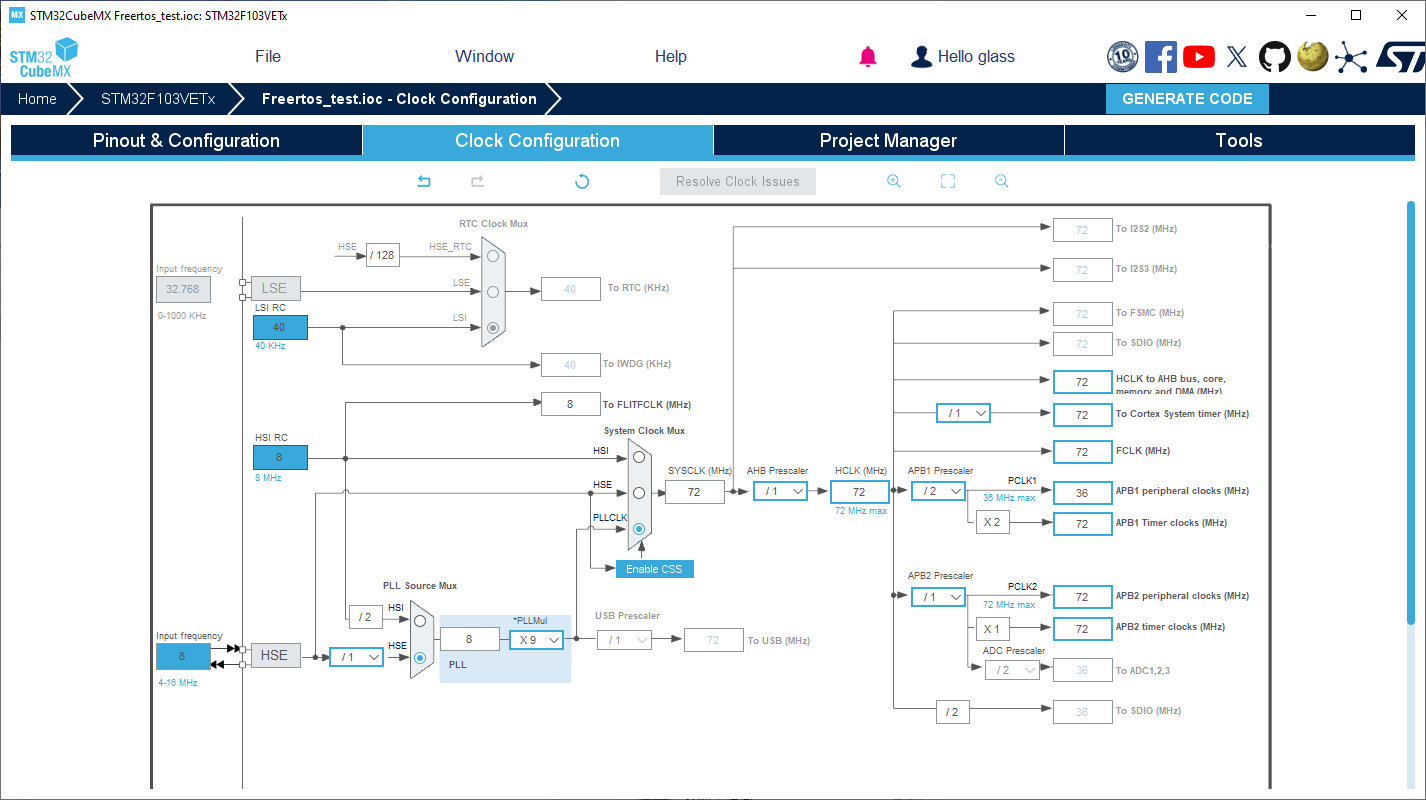 MX STM32CubeMX Freertos_test.ioc: STM32F103VETx
STM32 CubeMX
File Window Help
Hello glass
10
Home STM32F103VETx Freertos_test.ioc - Clock Configuration GENERATE CODE
Pinout & Configuration Clock Configuration Project Manager Tools
Resolve Clock Issues
RTC Clock Mux
HSE / 128 HSE_RTC
Input frequency
32.768
0-1000 KHz
LSE
LSE
40 To RTC (KHz)
LSI RC
40
40 KHz
LSI
40 To IWDG (KHz)
8 To FLITFCLK (MHz)
HSI RC
8
8 MHz
System Clock Mux
HSI
HSE
PLLCLK
Enable CSS
SYSCLK (MHz)
72
AHB Prescaler
/ 1
HCLK (MHz)
72
72 MHz max
PLL Source Mux
/ 2 HSI
Input frequency
8
4-16 MHz
HSE
/ 1 HSE
8
*PLLMul
X 9
PLL
USB Prescaler
/ 1
72 To USB (MHz)
72 To I2S2 (MHz)
72 To I2S3 (MHz)
72 To FSMC (MHz)
72 To SDIO (MHz)
72 HCLK to AHB bus, core,
memory and DMA (MHz)
/ 1 72 To Cortex System timer (MHz)
72 FCLK (MHz)
APB1 Prescaler
/ 2
PCLK1
36 MHz max
36 APB1 peripheral clocks (MHz)
X 2 72 APB1 Timer clocks (MHz)
APB2 Prescaler
/ 1
PCLK2
72 MHz max
72 APB2 peripheral clocks (MHz)
X 1 72 APB2 timer clocks (MHz)
ADC Prescaler
/ 2 36 To ADC1,2,3
/ 2 36 To SDIO (MHz)